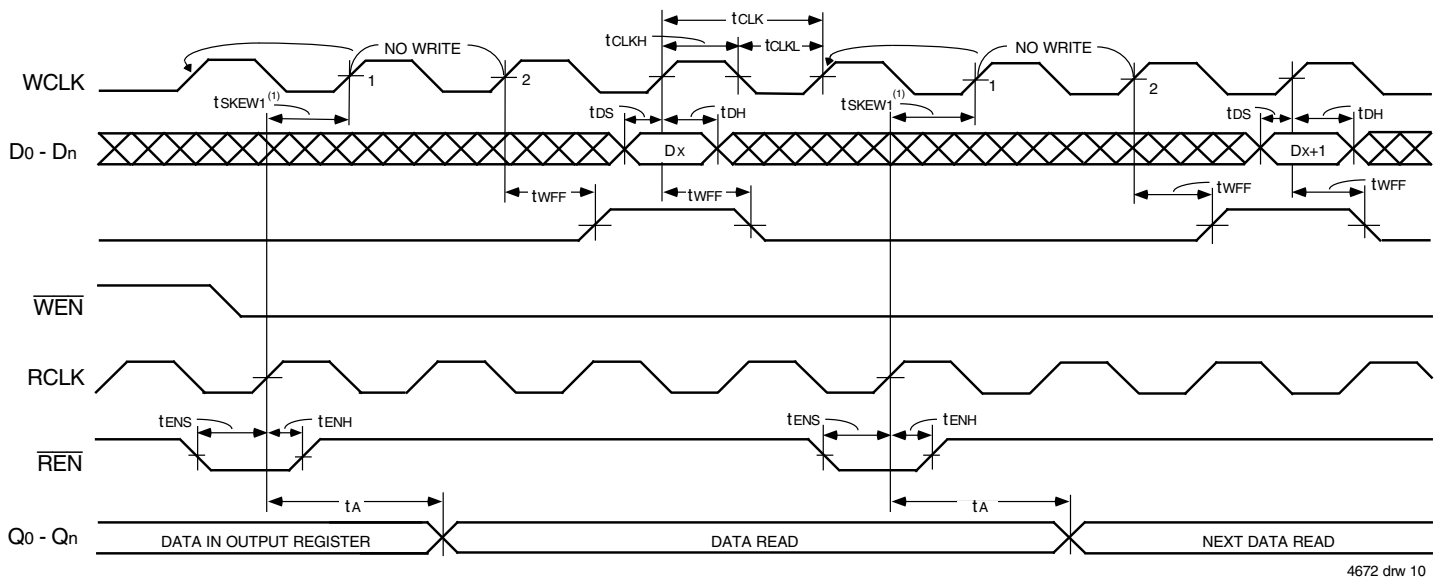 tCLK
tCLKH
tCLKL
NO WRITE
NO WRITE
WCLK
1
2
1
2
tSKEW1(1)
tDS
tDH
tSKEW1(1)
tDS
tDH
D0 - Dn
Dx
Dx+1
tWFF
tWFF
tWFF
tWFF
WEN
RCLK
tENS
tENH
tENS
tENH
REN
tA
tA
Q0 - Qn
DATA IN OUTPUT REGISTER
DATA READ
NEXT DATA READ
4672 drw 10